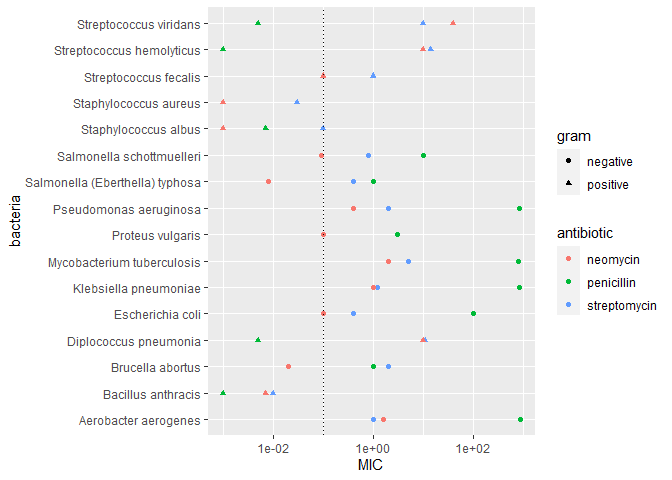 Streptococcus viridans
Streptococcus hemolyticus
Streptococcus fecalis
Staphylococcus aureus
Staphylococcus albus
Salmonella schottmuelleri
Salmonella (Eberthella) typhosa
Pseudomonas aeruginosa
Proteus vulgaris
Mycobacterium tuberculosis
Klebsiella pneumoniae
Escherichia coli
Diplococcus pneumonia
Brucella abortus
Bacillus anthracis
Aerobacter aerogenes
bacteria
1e-02 1e+00 1e+02
MIC
gram
negative
positive
antibiotic
neomycin
penicillin
streptomycin